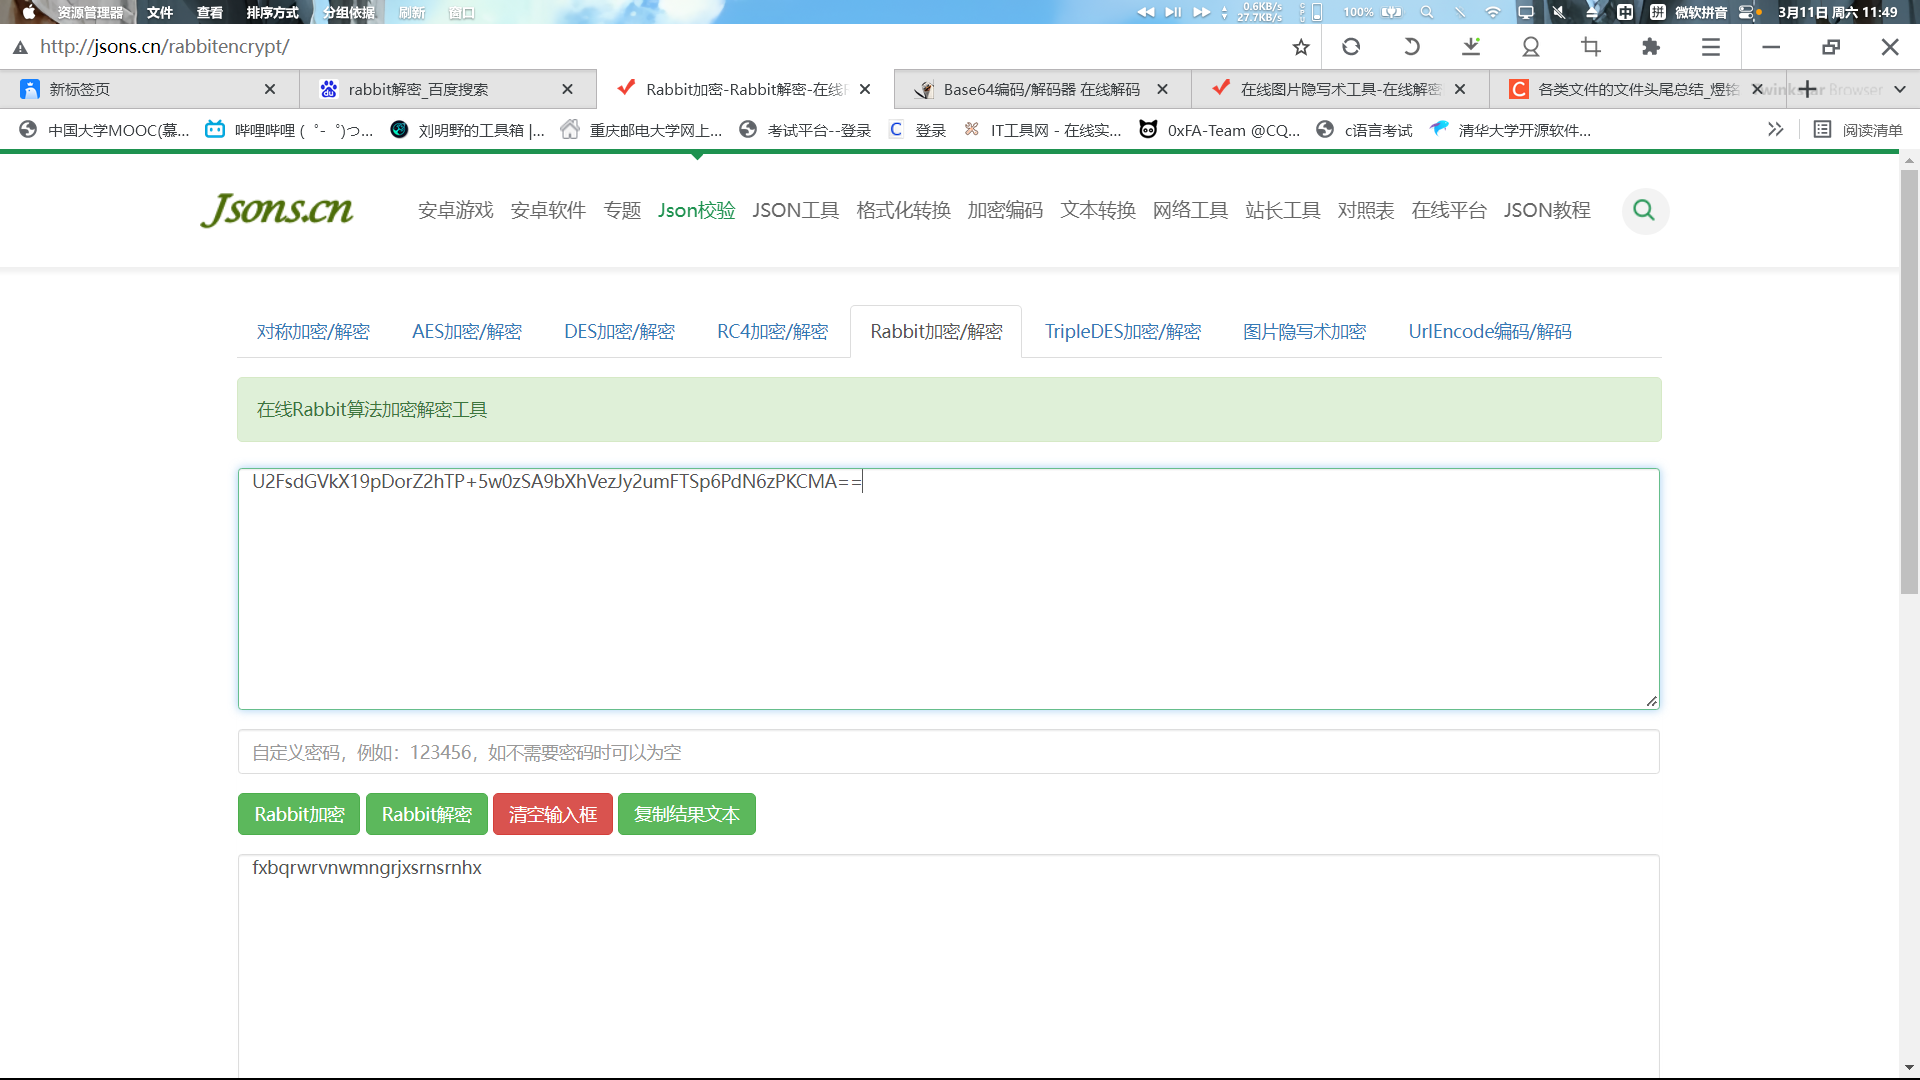 资源管理器 文件 查看 排序方式 分组依据 刷新 窗口 0.6KB/s 27.7KB/s 100% 中 拼 微软拼音 3月11日 周六 11:49
http://jsons.cn/rabbitencrypt/
新标签页 rabbit解密_百度搜索 Rabbit加密-Rabbit解密-在线 Base64编码/解码器 在线解码 在线图片隐写术工具-在线解密 各类文件的文件头尾总结_煜铭 Browser
中国大学MOOC(慕... 哔哩哔哩 ( ゜- ゜)つ... 刘明野的工具箱 |... 重庆邮电大学网上... 考试平台--登录 C 登录 IT工具网 - 在线实... 0xFA-Team @CQ... c语言考试 清华大学开源软件... 阅读清单
Jsons.cn 安卓游戏 安卓软件 专题 Json校验 JSON工具 格式化转换 加密编码 文本转换 网络工具 站长工具 对照表 在线平台 JSON教程
对称加密/解密 AES加密/解密 DES加密/解密 RC4加密/解密 Rabbit加密/解密 TripleDES加密/解密 图片隐写术加密 UrlEncode编码/解码
在线Rabbit算法加密解密工具
U2FsdGVkX19pDorZ2hTP+5w0zSA9bXhVezJy2umFTSp6PdN6zPKCMA==
自定义密码，例如：123456，如不需要密码时可以为空
Rabbit加密 Rabbit解密 清空输入框 复制结果文本
fxbqrwrvnwmngrjxsrnsrnhx